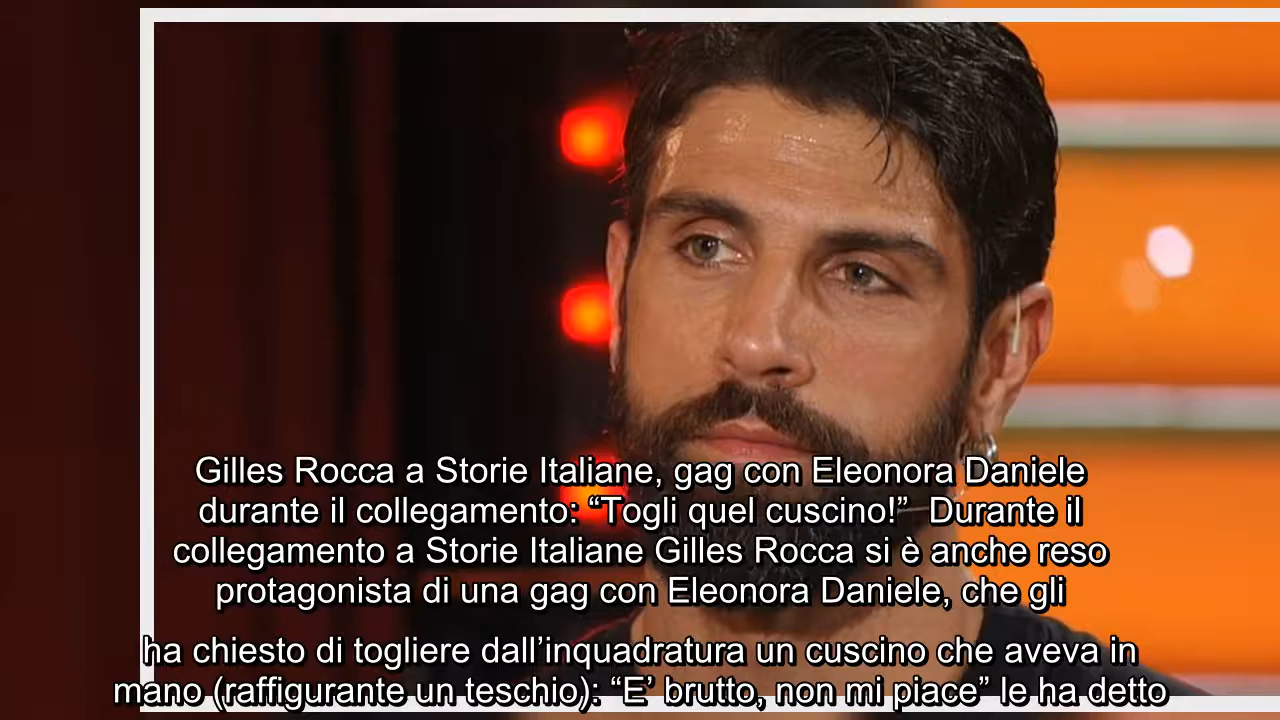 Gilles Rocca a Storie Italiane, gag con Eleonora Daniele
durante il collegamento: “Togli quel cuscino!”  Durante il
collegamento a Storie Italiane Gilles Rocca si è anche reso
protagonista di una gag con Eleonora Daniele, che gli
ha chiesto di togliere dall’inquadratura un cuscino che aveva in
mano (raffigurante un teschio): “E’ brutto, non mi piace” le ha detto